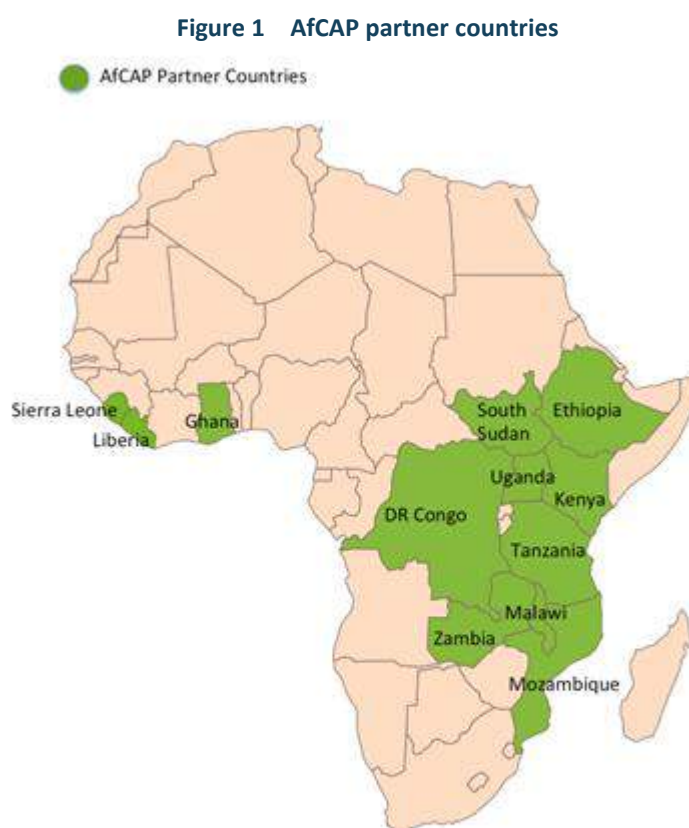 Figure 1 AfCAP partner countries
AfCAP Partner Countries
Sierra Leone
Liberia
Ghana
South
Sudan
Ethiopia
Uganda
Kenya
DR Congo
Tanzania
Malawi
Zambia
Mozambique